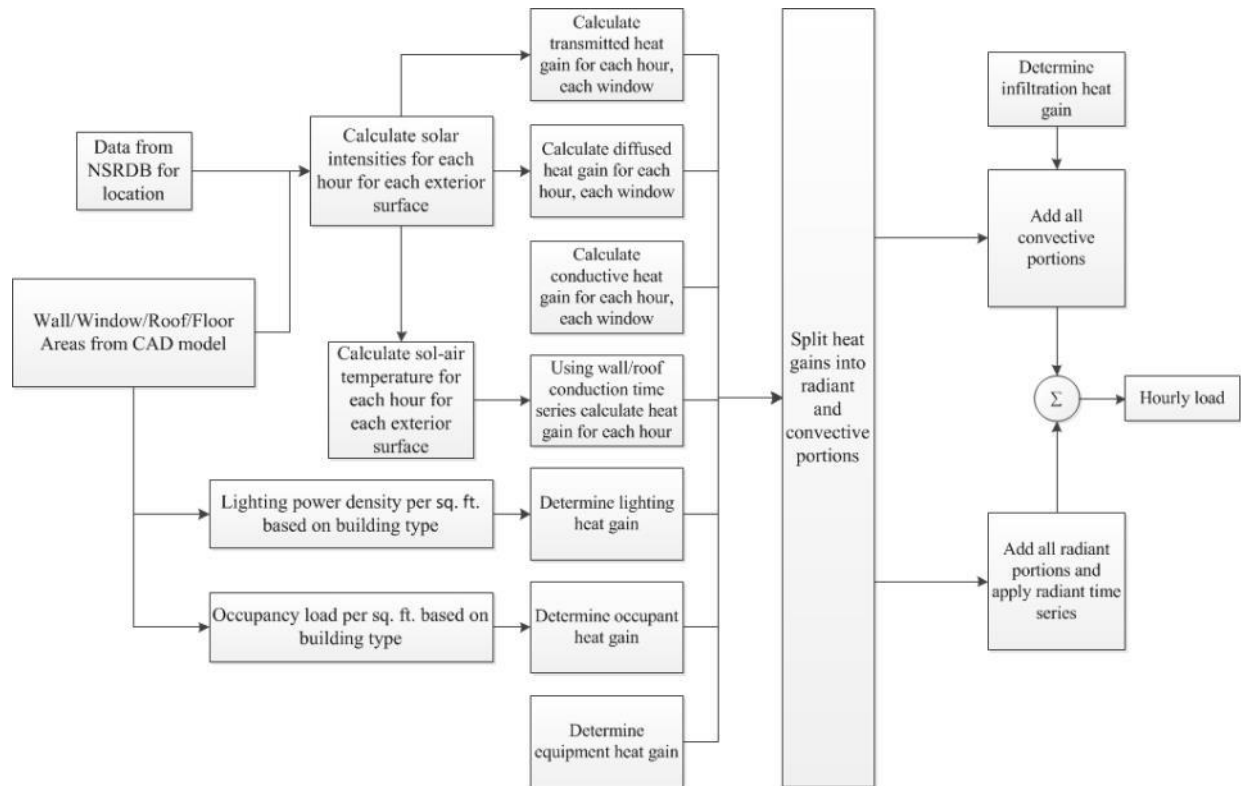 Calculate
transmitted heat
gain for each hour,
each window
Determine
infiltration heat
gain
Data from
NSRDB for
location
Calculate solar
intensities for each
hour for each exterior
surface
Calculate diffused
heat gain for each
hour, each window
Add all
convective
portions
Wall/Window/Roof/Floor
Areas from CAD model
Calculate
conductive heat
gain for each hour,
each window
Calculate sol-air
temperature for
each hour for
each exterior
surface
Using wall/roof
conduction time
series calculate heat
gain for each hour
Split heat
gains into
radiant
and
convective
portions
Σ
Hourly load
Lighting power density per sq. ft.
based on building type
Determine lighting
heat gain
Add all radiant
portions and
apply radiant time
series
Occupancy load per sq. ft. based on
building type
Determine occupant
heat gain
Determine
equipment heat gain